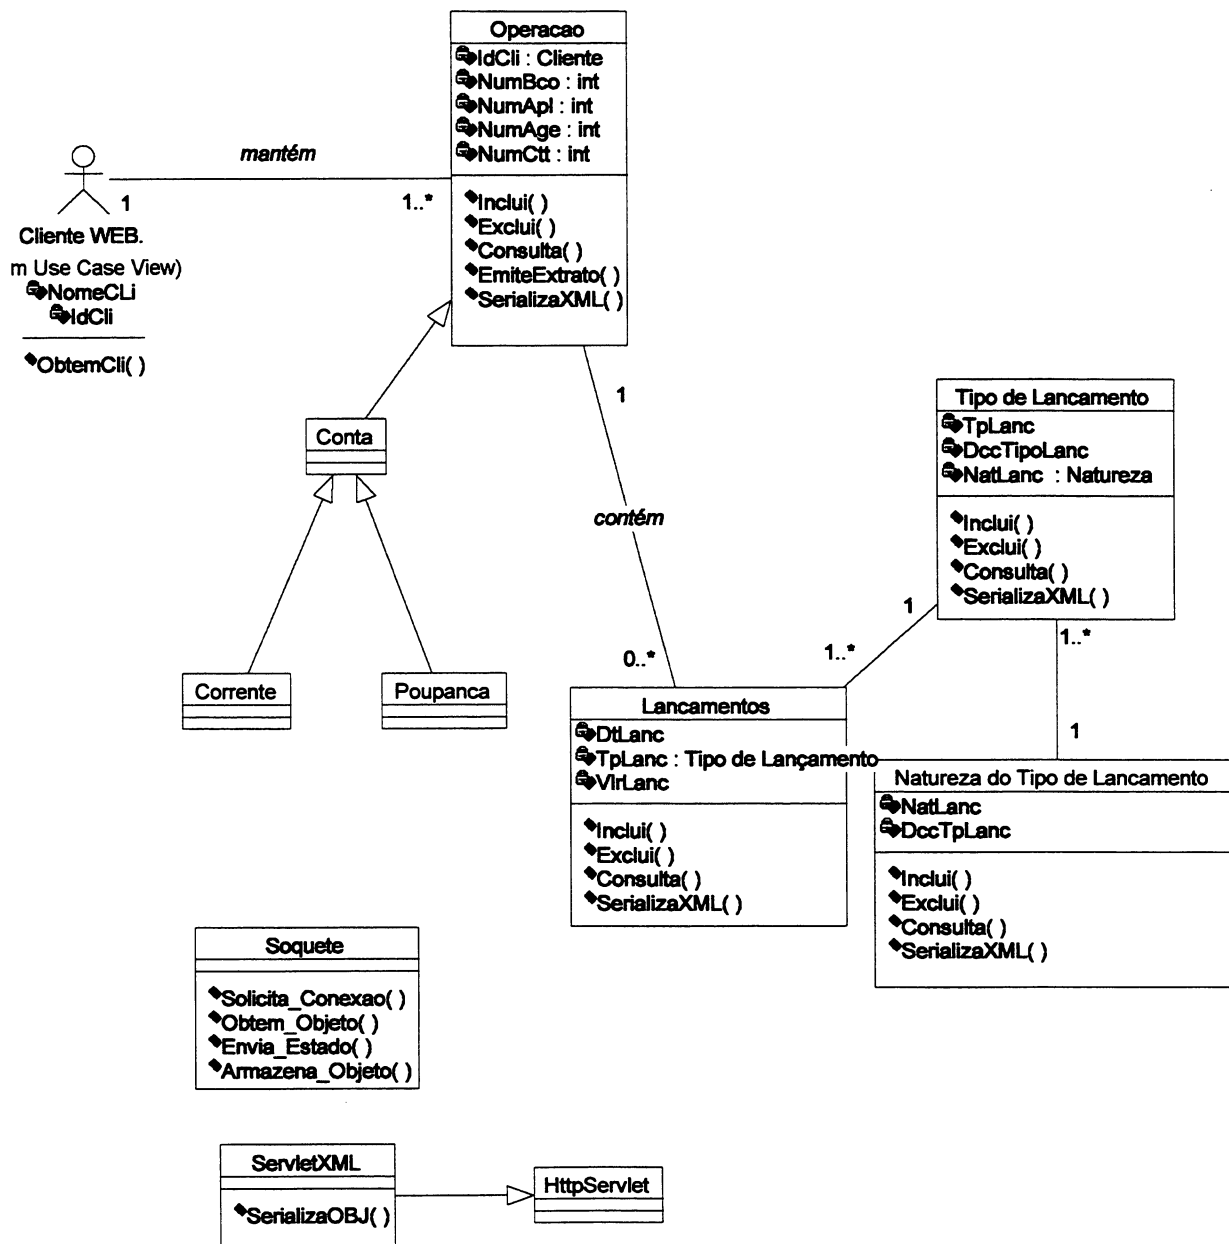 Operacao
IdCli : Cliente
NumBco : int
NumApl : int
NumAge : int
NumCtt : int
Inclui( )
Exclui( )
Consulta( )
EmiteExtrato( )
SerializaXML( )
mantém
1
1..*
Cliente WEB.
m Use Case View)
NomeCLi
IdCli
ObtemCli( )
1
Conta
contém
0..*
Corrente
Poupanca
Tipo de Lancamento
TpLanc
DccTipoLanc
NatLanc : Natureza
Inclui( )
Exclui( )
Consulta( )
SerializaXML( )
1
1..*
1..*
1
Lancamentos
DtLanc
TpLanc : Tipo de Lançamento
VlrLanc
Inclui( )
Exclui( )
Consulta( )
SerializaXML( )
Natureza do Tipo de Lancamento
NatLanc
DccTpLanc
Inclui( )
Exclui( )
Consulta( )
SerializaXML( )
Soquete
Solicita_Conexao( )
Obtem_Objeto( )
Envia_Estado( )
Armazena_Objeto( )
ServletXML
SerializaOBJ( )
HttpServlet